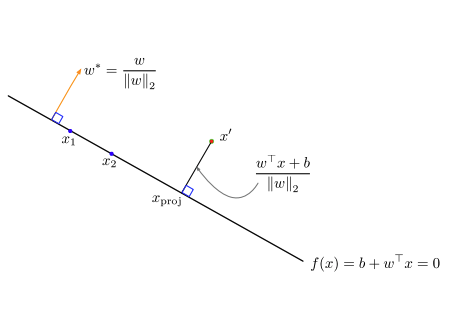 w* = w / ‖w‖₂
x₁
x₂
x′
w⊤x + b / ‖w‖₂
x_proj
f(x) = b + w⊤x = 0